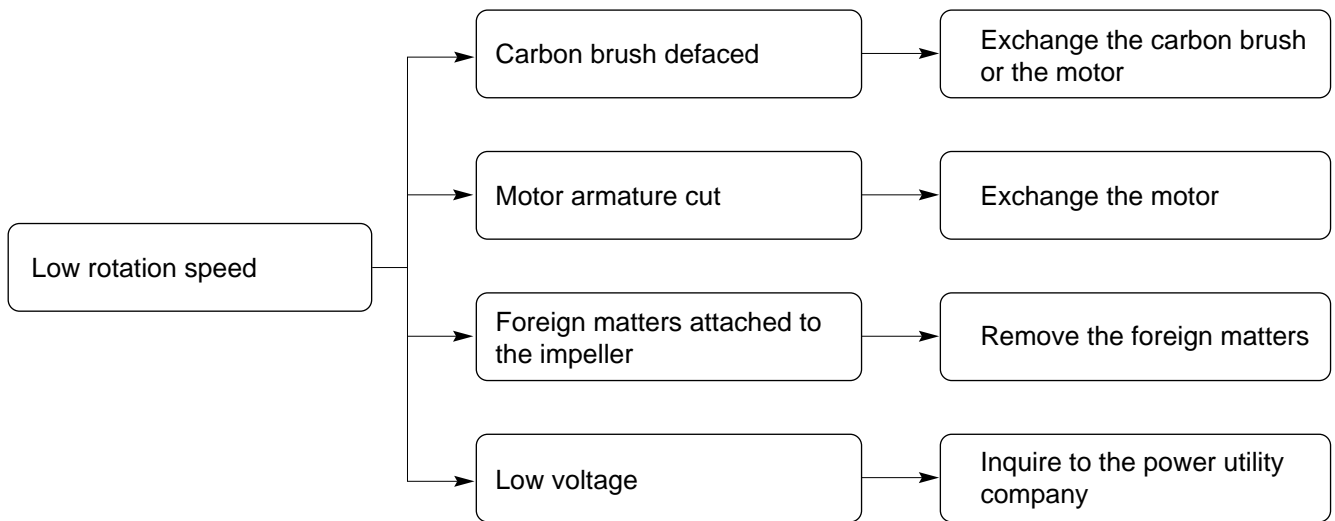 Low rotation speed
Carbon brush defaced
Exchange the carbon brush
or the motor
Motor armature cut
Exchange the motor
Foreign matters attached to
the impeller
Remove the foreign matters
Low voltage
Inquire to the power utility
company